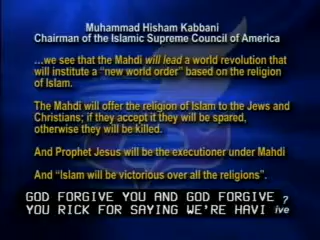 Muhammad Hisham Kabbani
Chairman of the Islamic Supreme Council of America
…we see that the Mahdi will lead a world revolution that
will institute a “new world order” based on the religion
of Islam.
The Mahdi will offer the religion of Islam to the Jews and
Christians; if they accept it they will be spared,
otherwise they will be killed.
And Prophet Jesus will be the executioner under Mahdi
And “Islam will be victorious over all the religions”.
GOD FORGIVE YOU AND GOD FORGIVE ?
YOU RICK FOR SAYING WE'RE HAVI ive